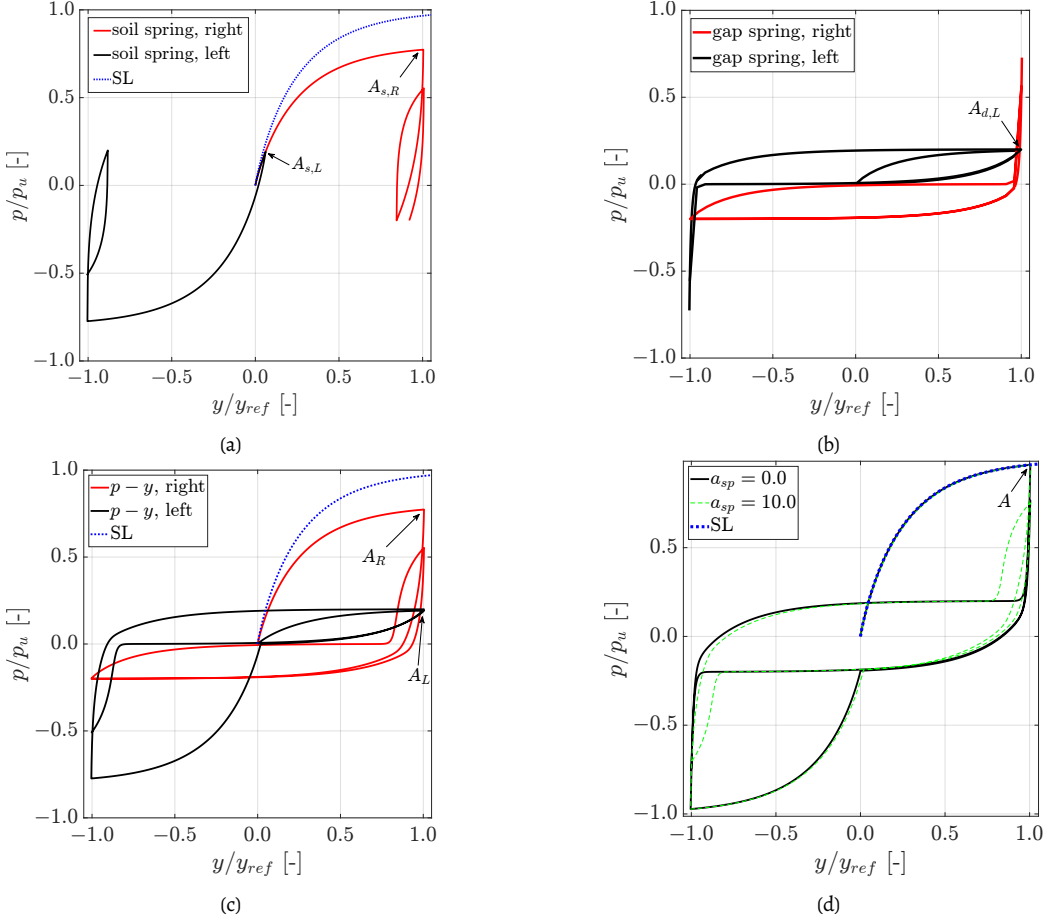 1.0
0.5
0.0
−0.5
−1.0
p/p_u [-]
soil spring, right
soil spring, left
SL
A_{s,R}
A_{s,L}
−1.0 −0.5 0.0 0.5 1.0
y/y_{ref} [-]
(a)
1.0
0.5
0.0
−0.5
−1.0
p/p_u [-]
gap spring, right
gap spring, left
A_{d,L}
−1.0 −0.5 0.0 0.5 1.0
y/y_{ref} [-]
(b)
1.0
0.5
0.0
−0.5
−1.0
p/p_u [-]
p − y, right
p − y, left
SL
A_R
A_L
−1.0 −0.5 0.0 0.5 1.0
y/y_{ref} [-]
(c)
0.5
0.0
−0.5
−1.0
p/p_u [-]
a_{sp} = 0.0
a_{sp} = 10.0
SL
A
−1.0 −0.5 0.0 0.5 1.0
y/y_{ref} [-]
(d)